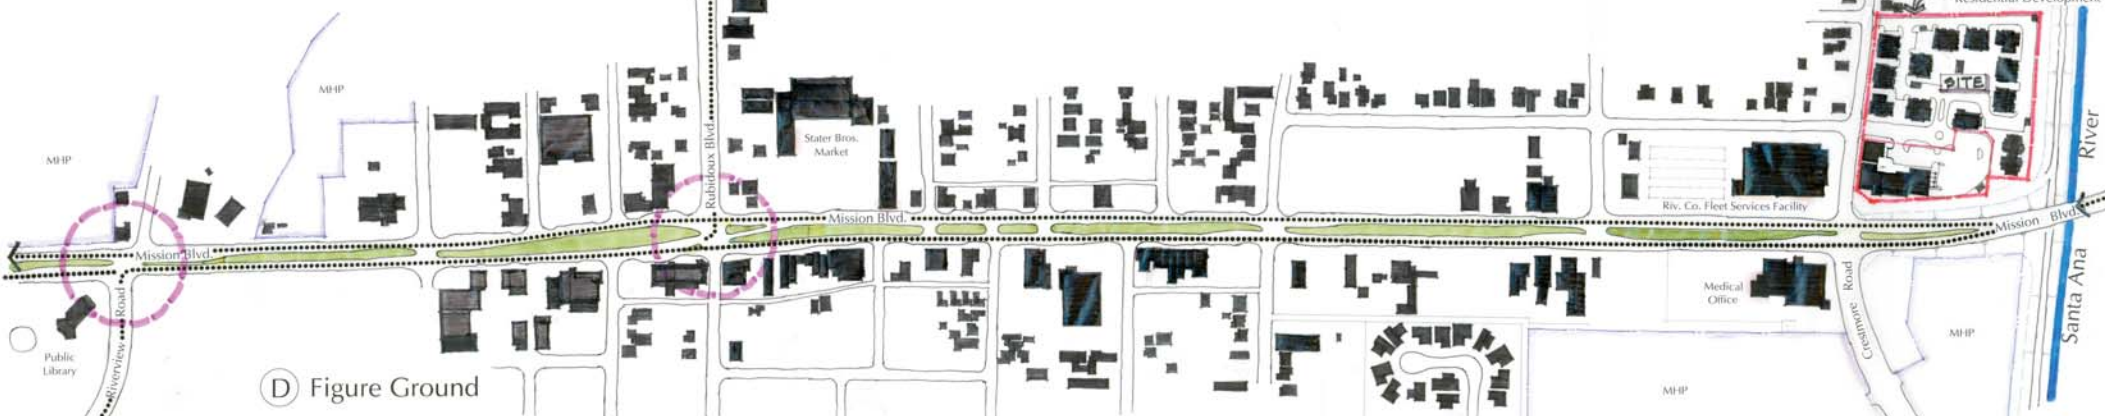 Residential Development
MHP
SITE
Stater Bros.
Market
MHP
Rubidoux Blvd.
River
Riv. Co. Fleet Services Facility
Mission Blvd.
Mission Blvd.
Mission Blvd.
Road
Medical
Office
Crestmore
Road
Santa Ana
MHP
Public
Library
Riverview
D Figure Ground
MHP